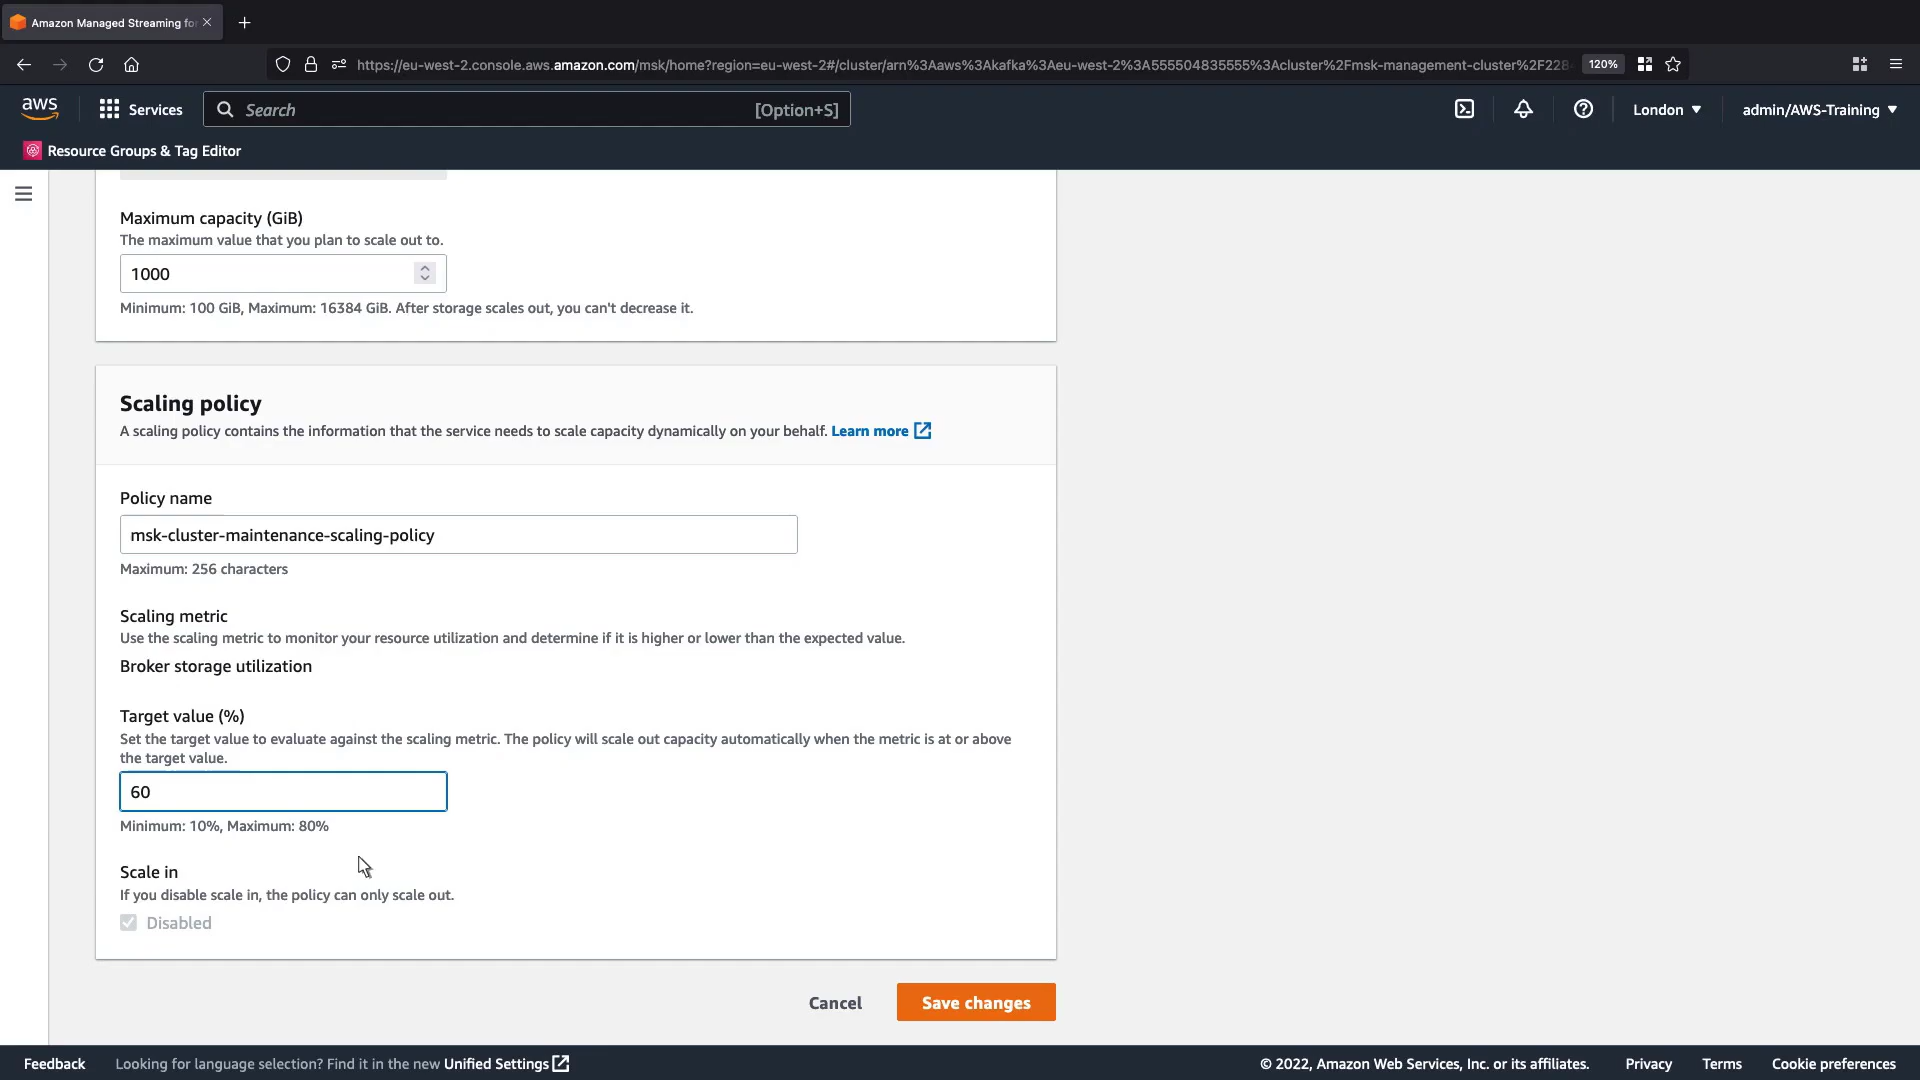 Amazon Managed Streaming fo
https://eu-west-2.console.aws.amazon.com/msk/home?region=eu-west-2#/cluster/arn%3Aaws%3Akafka%3Aeu-west-2%3A555504835555%3Acluster%2Fmsk-management-cluster%2F228
120%
aws
Services
Search
[Option+S]
London
admin/AWS-Training
Resource Groups & Tag Editor
Maximum capacity (GiB)
The maximum value that you plan to scale out to.
1000
Minimum: 100 GiB, Maximum: 16384 GiB. After storage scales out, you can't decrease it.
Scaling policy
A scaling policy contains the information that the service needs to scale capacity dynamically on your behalf. Learn more
Policy name
msk-cluster-maintenance-scaling-policy
Maximum: 256 characters
Scaling metric
Use the scaling metric to monitor your resource utilization and determine if it is higher or lower than the expected value.
Broker storage utilization
Target value (%)
Set the target value to evaluate against the scaling metric. The policy will scale out capacity automatically when the metric is at or above
the target value.
60
Minimum: 10%, Maximum: 80%
Scale in
If you disable scale in, the policy can only scale out.
Disabled
Cancel
Save changes
Feedback
Looking for language selection? Find it in the new Unified Settings
© 2022, Amazon Web Services, Inc. or its affiliates.
Privacy
Terms
Cookie preferences